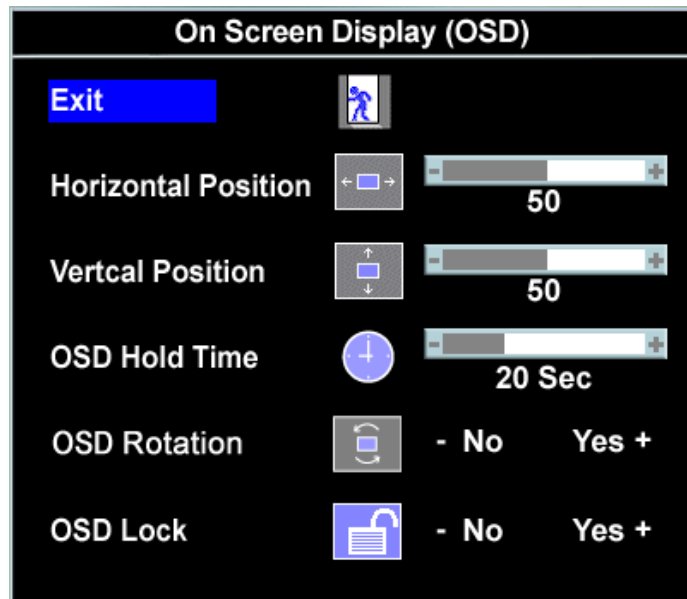 On Screen Display (OSD)
Exit
Horizontal Position
- +
50
Vertcal Position
- +
50
OSD Hold Time
- +
20 Sec
OSD Rotation - No Yes +
OSD Lock - No Yes +